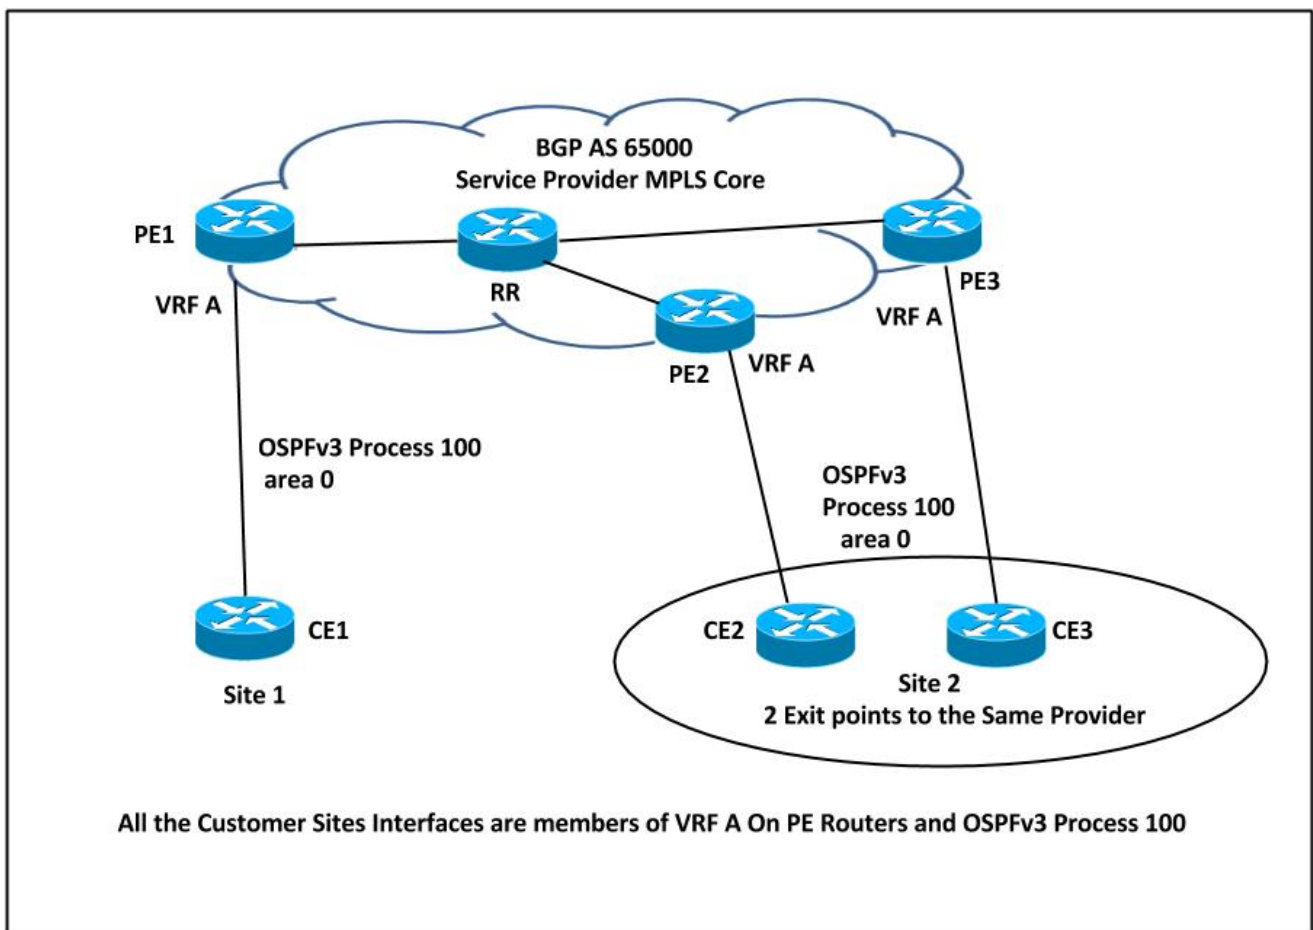 BGP AS 65000
Service Provider MPLS Core
PE1
RR
PE3
VRF A
VRF A
PE2
VRF A
OSPFv3 Process 100
area 0
OSPFv3
Process 100
area 0
CE1
CE2
CE3
Site 1
Site 2
2 Exit points to the Same Provider
All the Customer Sites Interfaces are members of VRF A On PE Routers and OSPFv3 Process 100